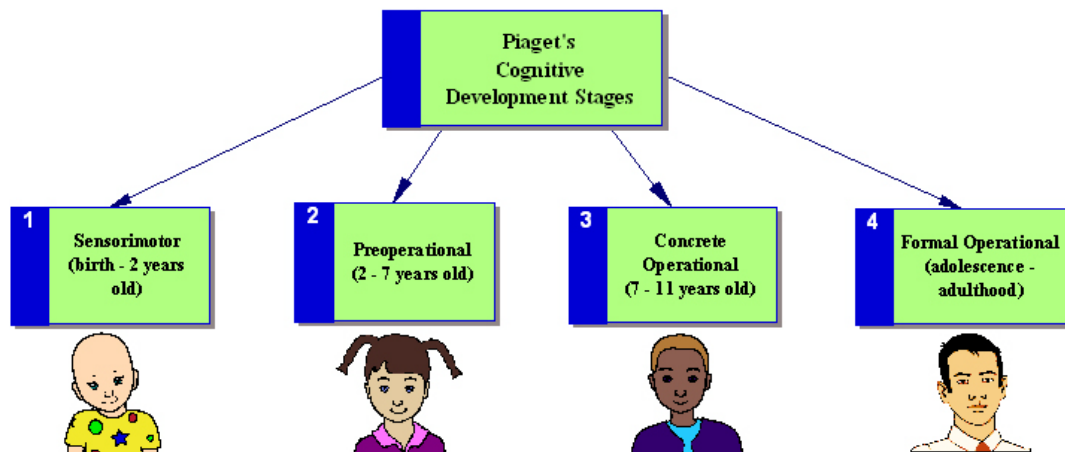 Piaget's
Cognitive
Development Stages
1
Sensorimotor
(birth - 2 years
old)
2
Preoperational
(2 - 7 years old)
3
Concrete
Operational
(7 - 11 years old)
4
Formal Operational
(adolescence -
adulthood)